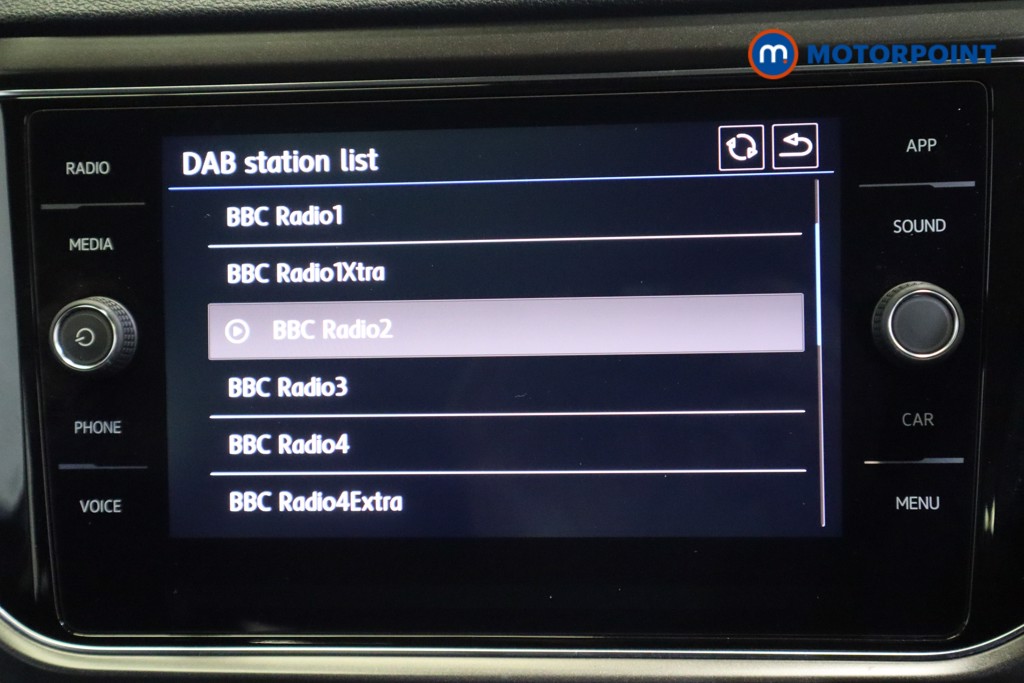 m MOTORPOINT
RADIO
MEDIA
PHONE
VOICE
DAB station list
BBC Radio1
BBC Radio1Xtra
BBC Radio2
BBC Radio3
BBC Radio4
BBC Radio4Extra
APP
SOUND
CAR
MENU